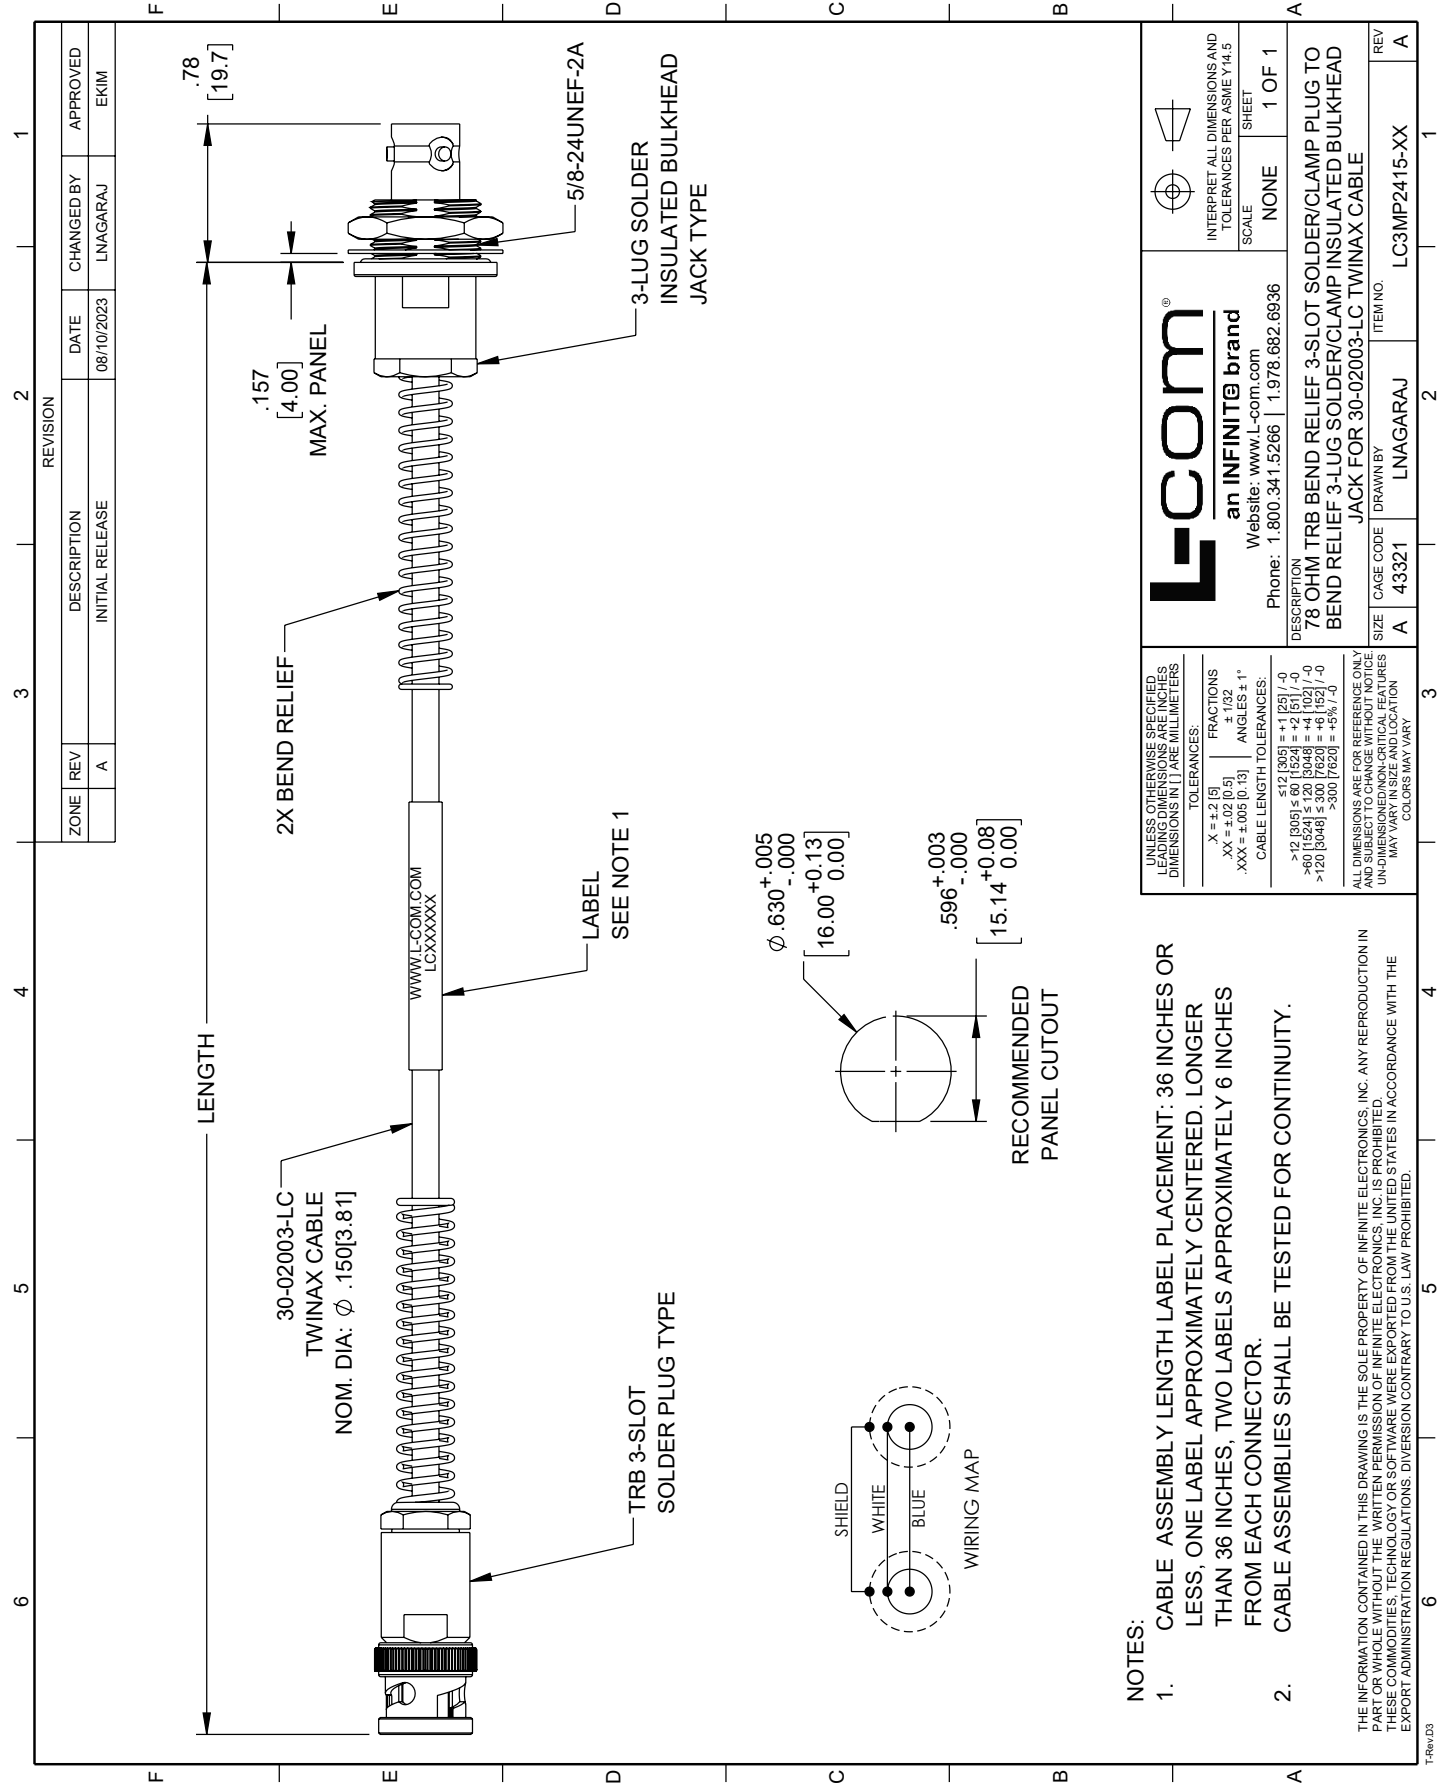 REVISION
ZONE REV DESCRIPTION DATE CHANGED BY APPROVED
A INITIAL RELEASE 08/10/2023 LNAGARAJ EKIM
6 5 4 3 2 1
F
E
D
C
B
A
LENGTH
.78
[19.7]
.157
[4.00]
MAX. PANEL
30-02003-LC
TWINAX CABLE
NOM. DIA: Ø .150[3.81]
2X BEND RELIEF
5/8-24UNEF-2A
WWW.L-COM.COM
LCXXXXXX
TRB 3-SLOT
SOLDER PLUG TYPE
LABEL
SEE NOTE 1
3-LUG SOLDER
INSULATED BULKHEAD
JACK TYPE
SHIELD
WHITE
BLUE
WIRING MAP
Ø.630 +.005 -.000
[16.00 +0.13 0.00]
.596 +.003 -.000
[15.14 +0.08 0.00]
RECOMMENDED
PANEL CUTOUT
NOTES:
1. CABLE ASSEMBLY LENGTH LABEL PLACEMENT: 36 INCHES OR
LESS, ONE LABEL APPROXIMATELY CENTERED. LONGER
THAN 36 INCHES, TWO LABELS APPROXIMATELY 6 INCHES
FROM EACH CONNECTOR.
2. CABLE ASSEMBLIES SHALL BE TESTED FOR CONTINUITY.
THE INFORMATION CONTAINED IN THIS DRAWING IS THE SOLE PROPERTY OF INFINITE ELECTRONICS, INC. ANY REPRODUCTION IN
PART OR WHOLE WITHOUT THE WRITTEN PERMISSION OF INFINITE ELECTRONICS, INC. IS PROHIBITED.
THESE COMMODITIES, TECHNOLOGY OR SOFTWARE WERE EXPORTED FROM THE UNITED STATES IN ACCORDANCE WITH THE
EXPORT ADMINISTRATION REGULATIONS. DIVERSION CONTRARY TO U.S. LAW PROHIBITED.
UNLESS OTHERWISE SPECIFIED
LEADING DIMENSIONS ARE INCHES
DIMENSIONS IN [ ] ARE MILLIMETERS
TOLERANCES:
.X = ±.2 [5] FRACTIONS
.XX = ±.02 [0.5] ± 1/32
.XXX = ±.005 [0.13] ANGLES ± 1°
CABLE LENGTH TOLERANCES:
≤12 [305] = +1 [25] / -0
>12 [305] ≤ 60 [1524] = +2 [51] / -0
>60 [1524] ≤ 120 [3048] = +4 [102] / -0
>120 [3048] ≤ 300 [7620] = +6 [152] / -0
>300 [7620] = +5% / -0
ALL DIMENSIONS ARE FOR REFERENCE ONLY
AND SUBJECT TO CHANGE WITHOUT NOTICE.
UN-DIMENSIONED/NON-CRITICAL FEATURES
MAY VARY IN SIZE AND LOCATION
COLORS MAY VARY
L-com®
an INFINITE brand
Website: www.L-com.com
Phone: 1.800.341.5266 | 1.978.682.6936
INTERPRET ALL DIMENSIONS AND
TOLERANCES PER ASME Y14.5
SCALE NONE
SHEET 1 OF 1
DESCRIPTION
78 OHM TRB BEND RELIEF 3-SLOT SOLDER/CLAMP PLUG TO
BEND RELIEF 3-LUG SOLDER/CLAMP INSULATED BULKHEAD
JACK FOR 30-02003-LC TWINAX CABLE
SIZE CAGE CODE DRAWN BY ITEM NO. REV
A 43321 LNAGARAJ LC3MP2415-XX A
F
E
D
C
B
A
6 5 4 3 2 1
T-Rev.D3